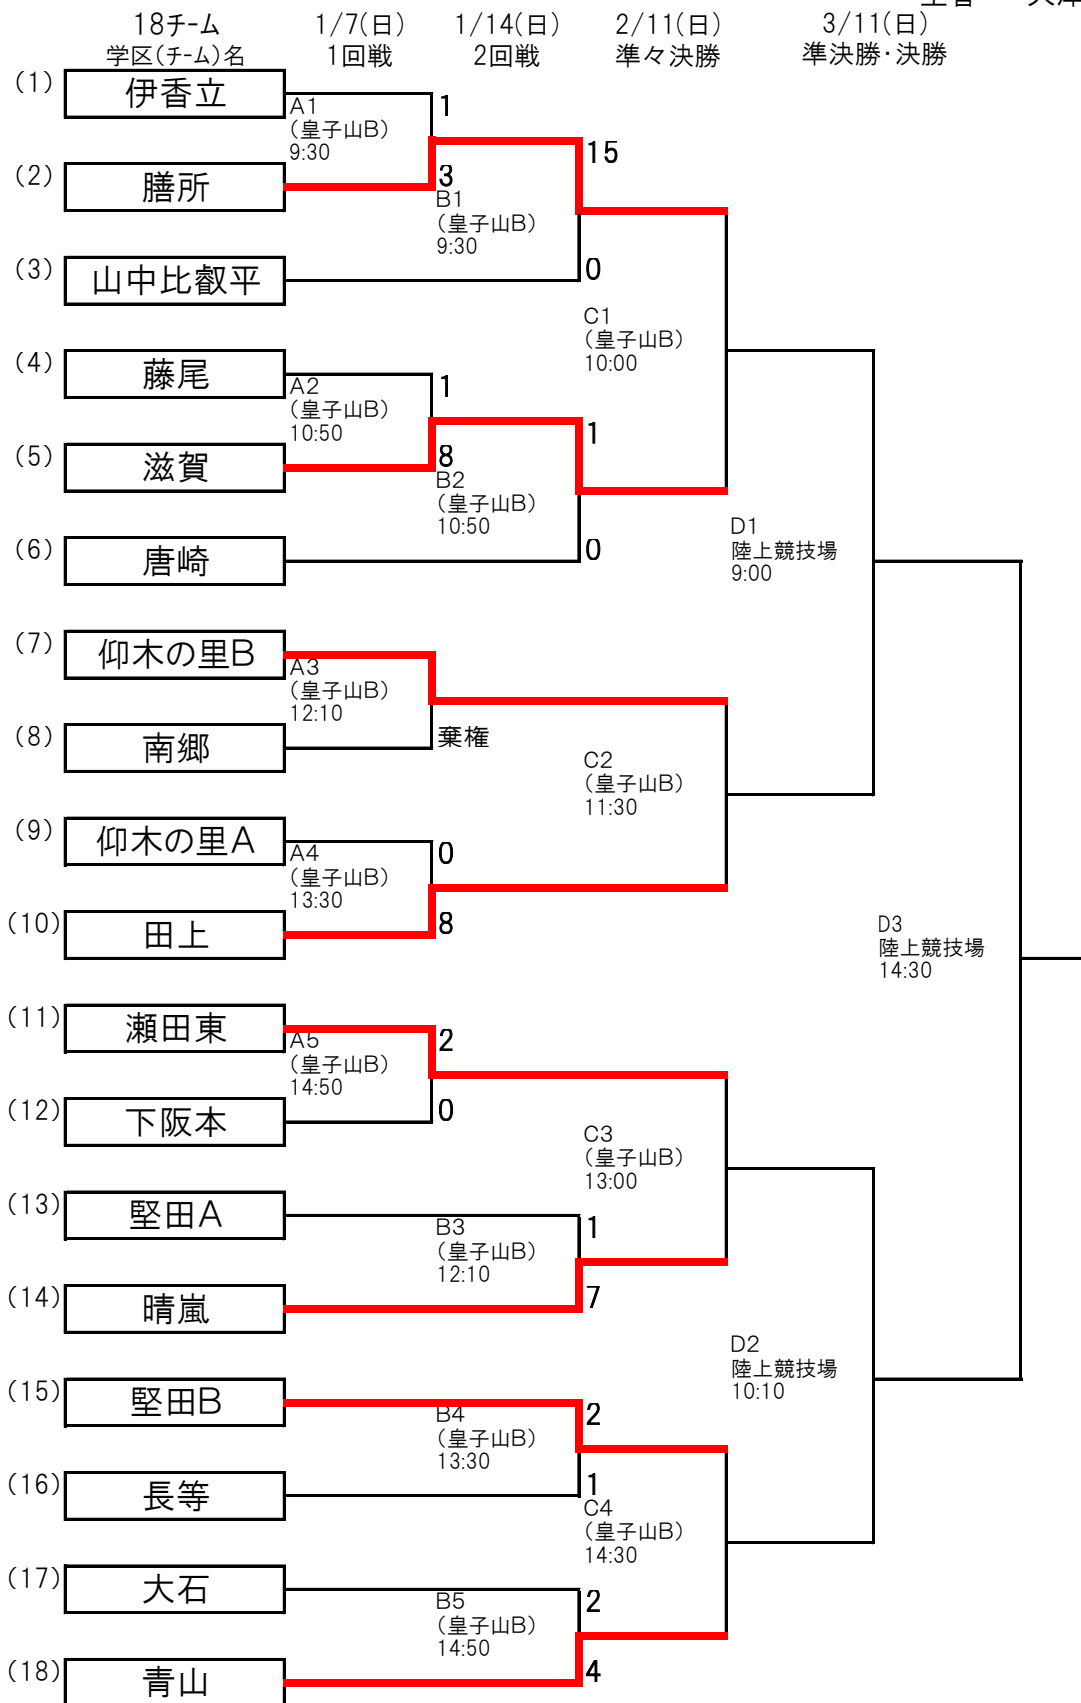 18チーム 1/7(日) 1/14(日) 2/11(日) 3/11(日)
学区(チーム)名 1回戦 2回戦 準々決勝 準決勝・決勝
(1) 伊香立
A1
(皇子山B)
9:30
1
15
(2) 膳所
3
B1
(皇子山B)
9:30
(3) 山中比叡平
0
C1
(皇子山B)
10:00
(4) 藤尾
A2
(皇子山B)
10:50
1
1
(5) 滋賀
8
B2
(皇子山B)
10:50
(6) 唐崎
0
D1
陸上競技場
9:00
(7) 仰木の里B
A3
(皇子山B)
12:10
(8) 南郷
棄権
C2
(皇子山B)
11:30
(9) 仰木の里A
A4
(皇子山B)
13:30
0
(10) 田上
8
D3
陸上競技場
14:30
(11) 瀬田東
A5
(皇子山B)
14:50
2
(12) 下阪本
0
C3
(皇子山B)
13:00
(13) 堅田A
B3
(皇子山B)
12:10
1
(14) 晴嵐
7
D2
陸上競技場
10:10
(15) 堅田B
B4
(皇子山B)
13:30
2
(16) 長等
1
C4
(皇子山B)
14:30
(17) 大石
B5
(皇子山B)
14:50
2
(18) 青山
4